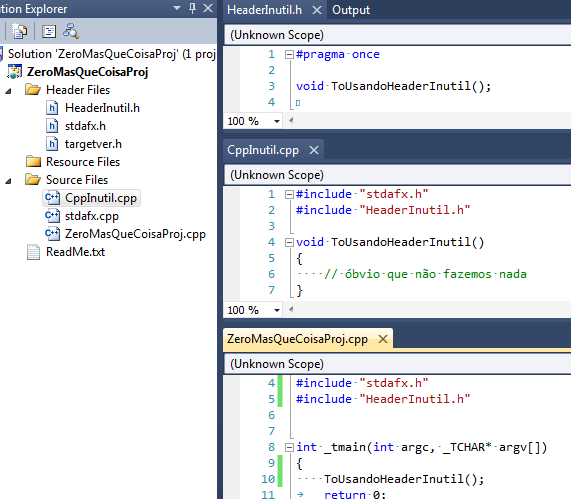 ution Explorer
Solution 'ZeroMasQueCoisaProj' (1 proj
ZeroMasQueCoisaProj
Header Files
HeaderInutil.h
stdafx.h
targetver.h
Resource Files
Source Files
CppInutil.cpp
stdafx.cpp
ZeroMasQueCoisaProj.cpp
ReadMe.txt
HeaderInutil.h Output
(Unknown Scope)
1 #pragma once
2
3 void ToUsandoHeaderInutil();
4
100 %
CppInutil.cpp
(Unknown Scope)
1 #include "stdafx.h"
2 #include "HeaderInutil.h"
3
4 void ToUsandoHeaderInutil()
5 {
6 // óbvio que não fazemos nada
7 }
100 %
ZeroMasQueCoisaProj.cpp
(Unknown Scope)
4 #include "stdafx.h"
5 #include "HeaderInutil.h"
6
7
8 int _tmain(int argc, _TCHAR* argv[])
9 {
10 ToUsandoHeaderInutil();
11 return 0;